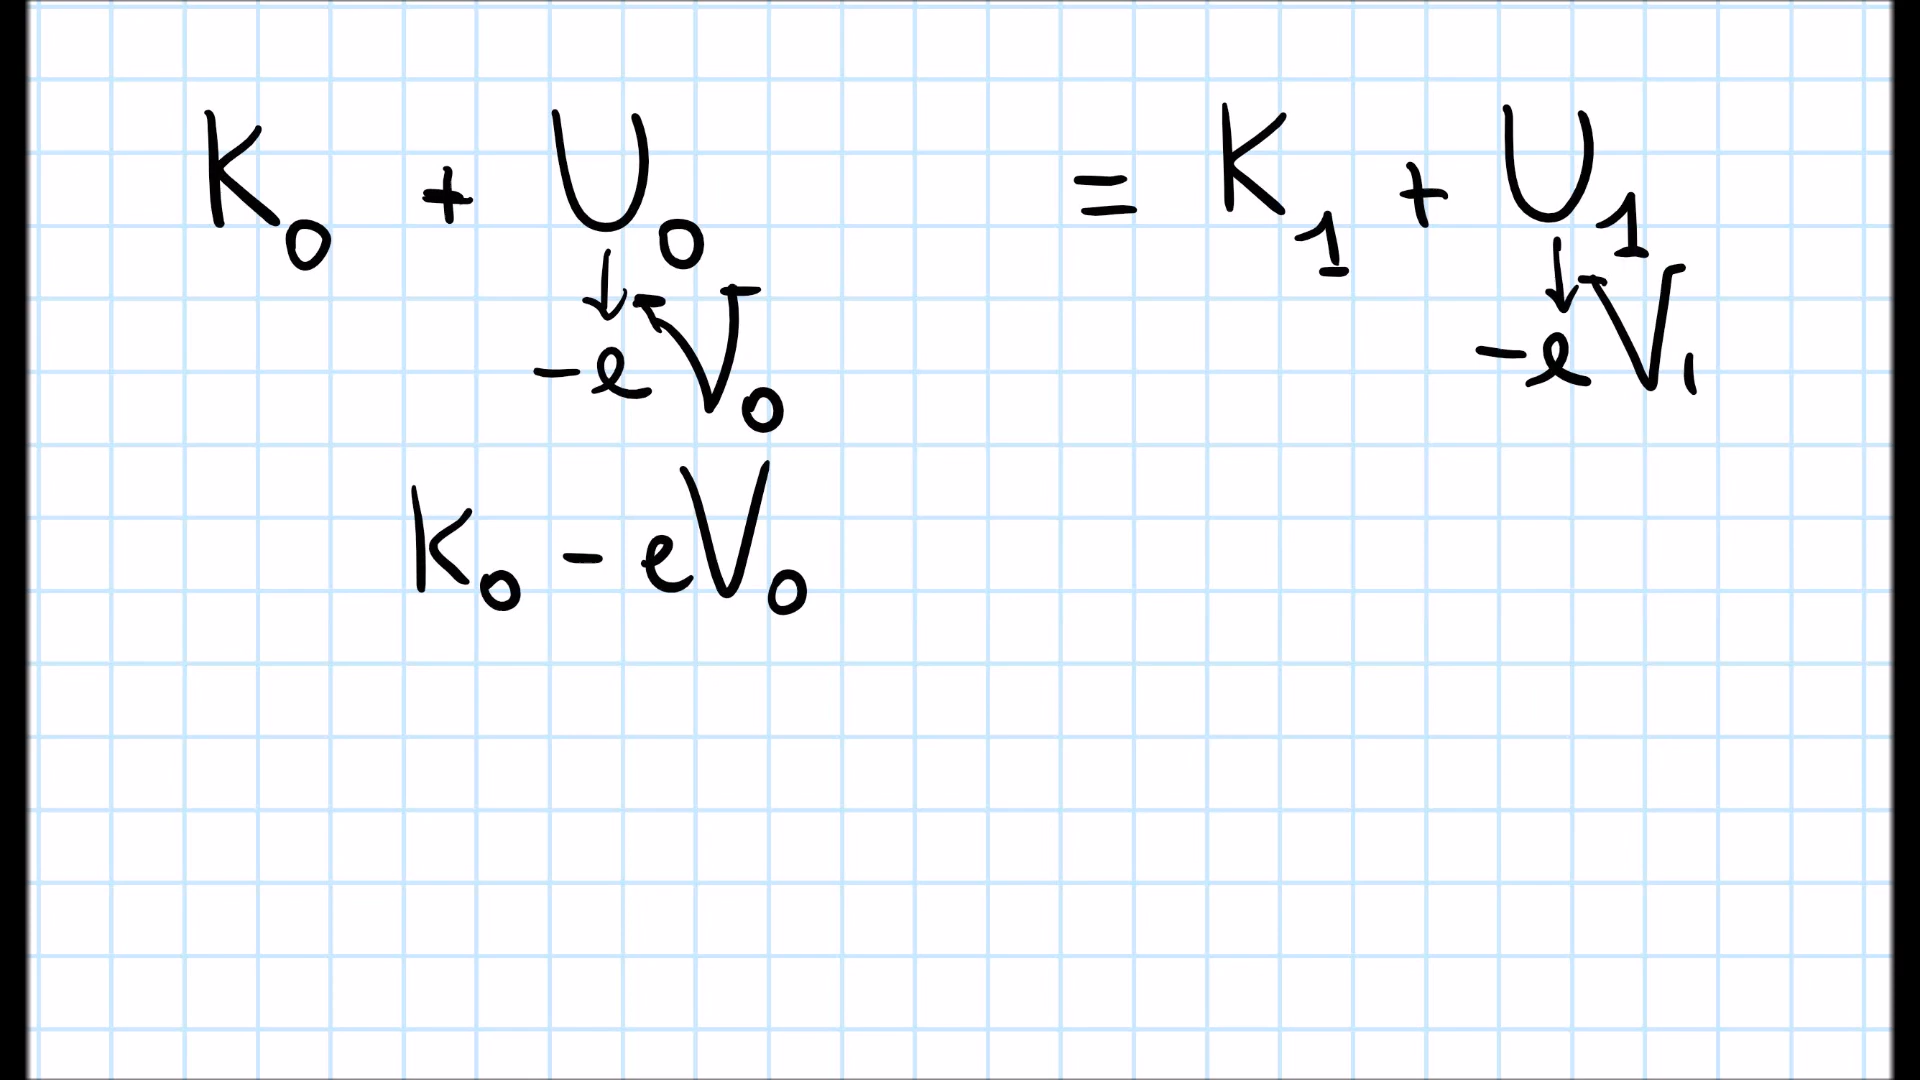 K₀ + U₀ = K₁ + U₁
↓ ↓
-eV₀ -eV₁
K₀ - eV₀